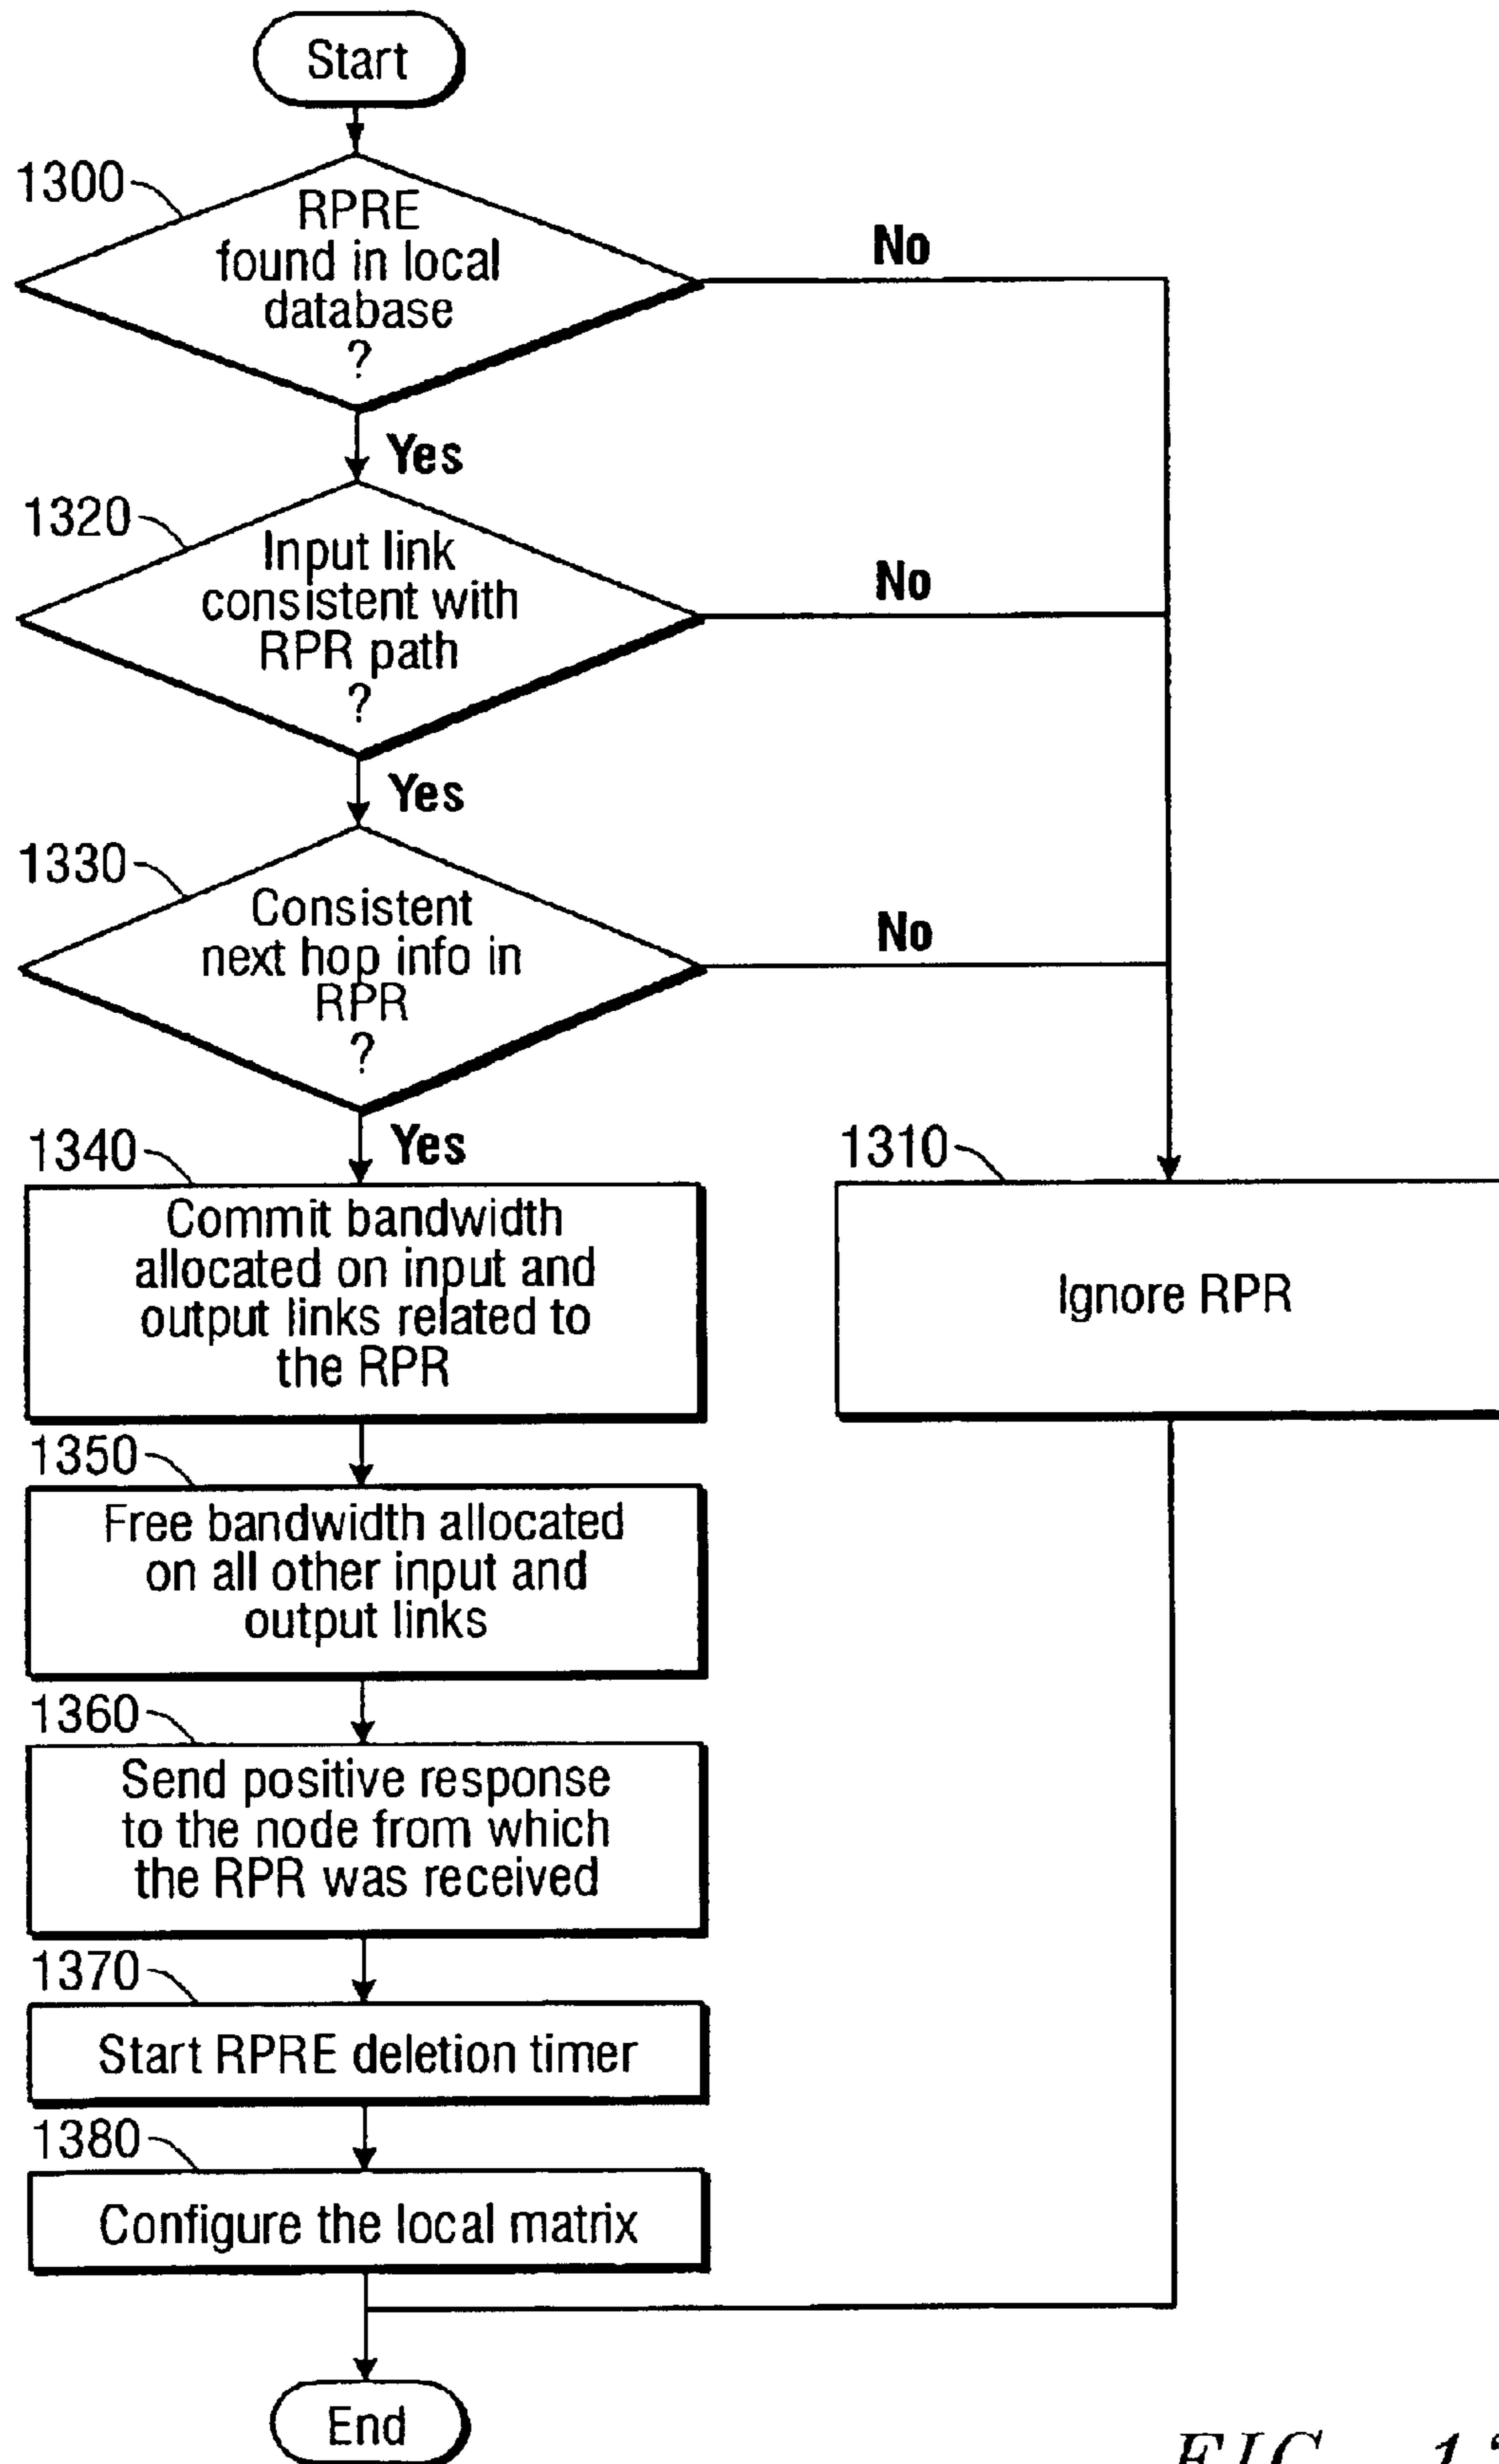 Start
1300
RPRE
found in local
database
?
No
Yes
1320
Input link
consistent with
RPR path
?
No
Yes
1330
Consistent
next hop info in
RPR
?
No
Yes
1340
Commit bandwidth
allocated on input and
output links related to
the RPR
1310
Ignore RPR
1350
Free bandwidth allocated
on all other input and
output links
1360
Send positive response
to the node from which
the RPR was received
1370
Start RPRE deletion timer
1380
Configure the local matrix
End
FIG.